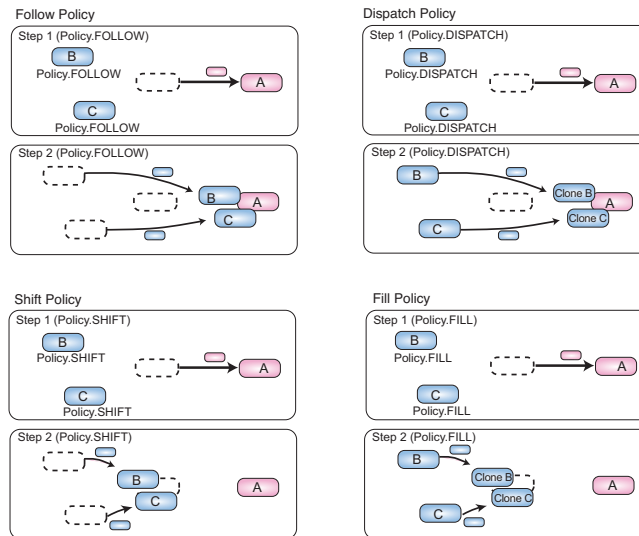 Follow Policy
Step 1 (Policy.FOLLOW)
B
Policy.FOLLOW
A
C
Policy.FOLLOW
Step 2 (Policy.FOLLOW)
B
A
C
Dispatch Policy
Step 1 (Policy.DISPATCH)
B
Policy.DISPATCH
A
C
Policy.DISPATCH
Step 2 (Policy.DISPATCH)
B
Clone B
A
C
Clone C
Shift Policy
Step 1 (Policy.SHIFT)
B
Policy.SHIFT
A
C
Policy.SHIFT
Step 2 (Policy.SHIFT)
B
C
A
Fill Policy
Step 1 (Policy.FILL)
B
Policy.FILL
A
C
Policy.FILL
Step 2 (Policy.FILL)
B
Clone B
A
Clone C
C